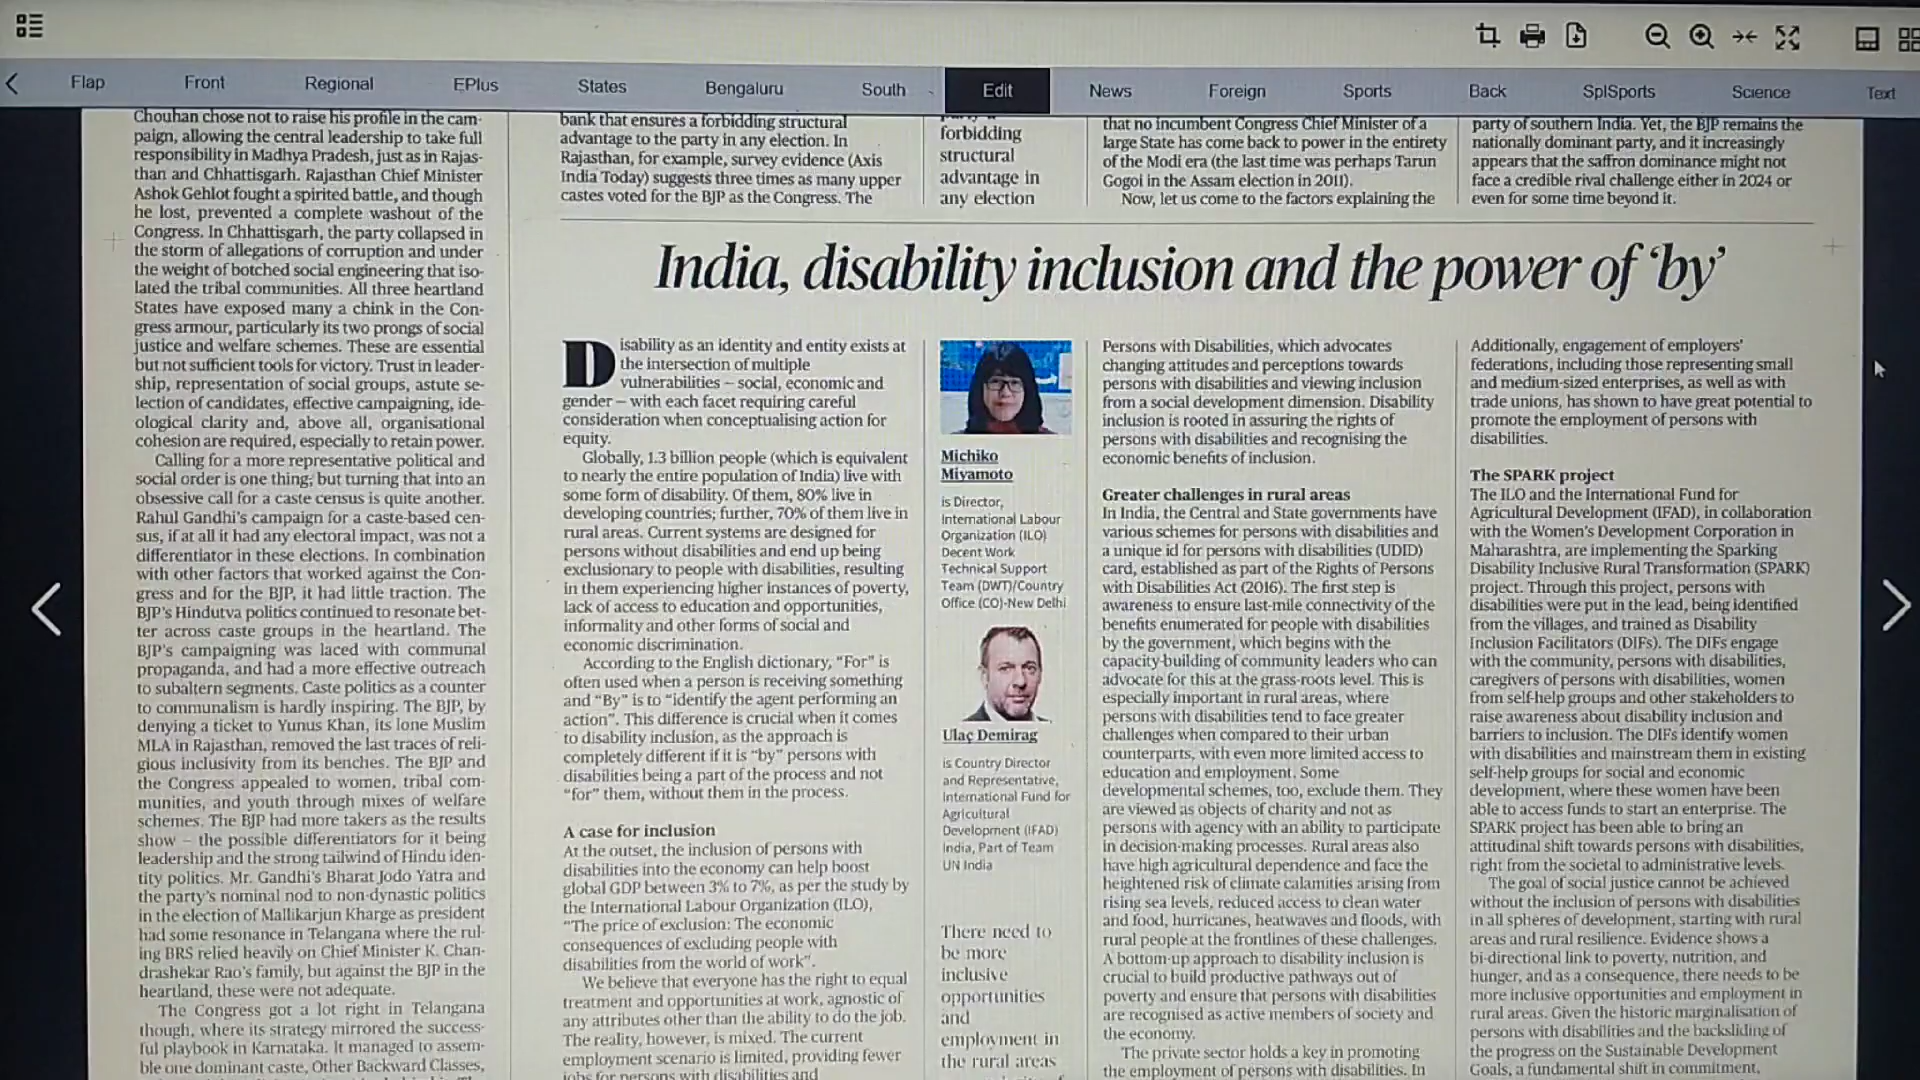 Flap Front Regional EPlus States Bengaluru South Edit News Foreign Sports Back SplSports Science Text
Chouhan chose not to raise his profile in the cam-
paign, allowing the central leadership to take full
responsibility in Madhya Pradesh, just as in Rajas-
than and Chhattisgarh. Rajasthan Chief Minister
Ashok Gehlot fought a spirited battle, and though
he lost, prevented a complete washout of the
Congress. In Chhattisgarh, the party collapsed in
the storm of allegations of corruption and under
the weight of botched social engineering that iso-
lated the tribal communities. All three heartland
States have exposed many a chink in the Con-
gress armour, particularly its two prongs of social
justice and welfare schemes. These are essential
but not sufficient tools for victory. Trust in leader-
ship, representation of social groups, astute se-
lection of candidates, effective campaigning, ide-
ological clarity and, above all, organisational
cohesion are required, especially to retain power.
Calling for a more representative political and
social order is one thing; but turning that into an
obsessive call for a caste census is quite another.
Rahul Gandhi's campaign for a caste-based cen-
sus, if at all it had any electoral impact, was not a
differentiator in these elections. In combination
with other factors that worked against the Con-
gress and for the BJP, it had little traction. The
BJP's Hindutva politics continued to resonate bet-
ter across caste groups in the heartland. The
BJP's campaigning was laced with communal
propaganda, and had a more effective outreach
to subaltern segments. Caste politics as a counter
to communalism is hardly inspiring. The BJP, by
denying a ticket to Yunus Khan, its lone Muslim
MLA in Rajasthan, removed the last traces of reli-
gious inclusivity from its benches. The BJP and
the Congress appealed to women, tribal com-
munities, and youth through mixes of welfare
schemes. The BJP had more takers as the results
show – the possible differentiators for it being
leadership and the strong tailwind of Hindu iden-
tity politics. Mr. Gandhi's Bharat Jodo Yatra and
the party's nominal nod to non-dynastic politics
in the election of Mallikarjun Kharge as president
had some resonance in Telangana where the rul-
ing BRS relied heavily on Chief Minister K. Chan-
drashekar Rao's family, but against the BJP in the
heartland, these were not adequate.
The Congress got a lot right in Telangana
though, where its strategy mirrored the success-
ful playbook in Karnataka. It managed to assem-
ble one dominant caste, Other Backward Classes,
bank that ensures a forbidding structural
advantage to the party in any election. In
Rajasthan, for example, survey evidence (Axis
India Today) suggests three times as many upper
castes voted for the BJP as the Congress. The
forbidding
structural
advantage in
any election
that no incumbent Congress Chief Minister of a
large State has come back to power in the entirety
of the Modi era (the last time was perhaps Tarun
Gogoi in the Assam election in 2011).
Now, let us come to the factors explaining the
party of southern India. Yet, the BJP remains the
nationally dominant party, and it increasingly
appears that the saffron dominance might not
face a credible rival challenge either in 2024 or
even for some time beyond it.
India, disability inclusion and the power of 'by'
Disability as an identity and entity exists at
the intersection of multiple
vulnerabilities – social, economic and
gender – with each facet requiring careful
consideration when conceptualising action for
equity.
Globally, 1.3 billion people (which is equivalent
to nearly the entire population of India) live with
some form of disability. Of them, 80% live in
developing countries; further, 70% of them live in
rural areas. Current systems are designed for
persons without disabilities and end up being
exclusionary to people with disabilities, resulting
in them experiencing higher instances of poverty,
lack of access to education and opportunities,
informality and other forms of social and
economic discrimination.
According to the English dictionary, "For" is
often used when a person is receiving something
and "By" is to "identify the agent performing an
action". This difference is crucial when it comes
to disability inclusion, as the approach is
completely different if it is "by" persons with
disabilities being a part of the process and not
"for" them, without them in the process.
A case for inclusion
At the outset, the inclusion of persons with
disabilities into the economy can help boost
global GDP between 3% to 7%, as per the study by
the International Labour Organization (ILO),
"The price of exclusion: The economic
consequences of excluding people with
disabilities from the world of work".
We believe that everyone has the right to equal
treatment and opportunities at work, agnostic of
any attributes other than the ability to do the job.
The reality, however, is mixed. The current
employment scenario is limited, providing fewer
jobs for persons with disabilities and
Michiko
Miyamoto
is Director,
International Labour
Organization (ILO)
Decent Work
Technical Support
Team (DWT)/Country
Office (CO)-New Delhi
Ulaç Demirag
is Country Director
and Representative,
International Fund for
Agricultural
Development (IFAD)
India, Part of Team
UN India
There need to
be more
inclusive
opportunities
and
employment in
the rural areas
Persons with Disabilities, which advocates
changing attitudes and perceptions towards
persons with disabilities and viewing inclusion
from a social development dimension. Disability
inclusion is rooted in assuring the rights of
persons with disabilities and recognising the
economic benefits of inclusion.
Greater challenges in rural areas
In India, the Central and State governments have
various schemes for persons with disabilities and
a unique id for persons with disabilities (UDID)
card, established as part of the Rights of Persons
with Disabilities Act (2016). The first step is
awareness to ensure last-mile connectivity of the
benefits enumerated for people with disabilities
by the government, which begins with the
capacity-building of community leaders who can
advocate for this at the grass-roots level. This is
especially important in rural areas, where
persons with disabilities tend to face greater
challenges when compared to their urban
counterparts, with even more limited access to
education and employment. Some
developmental schemes, too, exclude them. They
are viewed as objects of charity and not as
persons with agency with an ability to participate
in decision-making processes. Rural areas also
have high agricultural dependence and face the
heightened risk of climate calamities arising from
rising sea levels, reduced access to clean water
and food, hurricanes, heatwaves and floods, with
rural people at the frontlines of these challenges.
A bottom-up approach to disability inclusion is
crucial to build productive pathways out of
poverty and ensure that persons with disabilities
are recognised as active members of society and
the economy.
The private sector holds a key in promoting
the employment of persons with disabilities. In
Additionally, engagement of employers'
federations, including those representing small
and medium-sized enterprises, as well as with
trade unions, has shown to have great potential to
promote the employment of persons with
disabilities.
The SPARK project
The ILO and the International Fund for
Agricultural Development (IFAD), in collaboration
with the Women's Development Corporation in
Maharashtra, are implementing the Sparking
Disability Inclusive Rural Transformation (SPARK)
project. Through this project, persons with
disabilities were put in the lead, being identified
from the villages, and trained as Disability
Inclusion Facilitators (DIFs). The DIFs engage
with the community, persons with disabilities,
caregivers of persons with disabilities, women
from self-help groups and other stakeholders to
raise awareness about disability inclusion and
barriers to inclusion. The DIFs identify women
with disabilities and mainstream them in existing
self-help groups for social and economic
development, where these women have been
able to access funds to start an enterprise. The
SPARK project has been able to bring an
attitudinal shift towards persons with disabilities,
right from the societal to administrative levels.
The goal of social justice cannot be achieved
without the inclusion of persons with disabilities
in all spheres of development, starting with rural
areas and rural resilience. Evidence shows a
bi-directional link to poverty, nutrition, and
hunger, and as a consequence, there needs to be
more inclusive opportunities and employment in
rural areas. Given the historic marginalisation of
persons with disabilities and the backsliding of
the progress on the Sustainable Development
Goals, a fundamental shift in commitment,